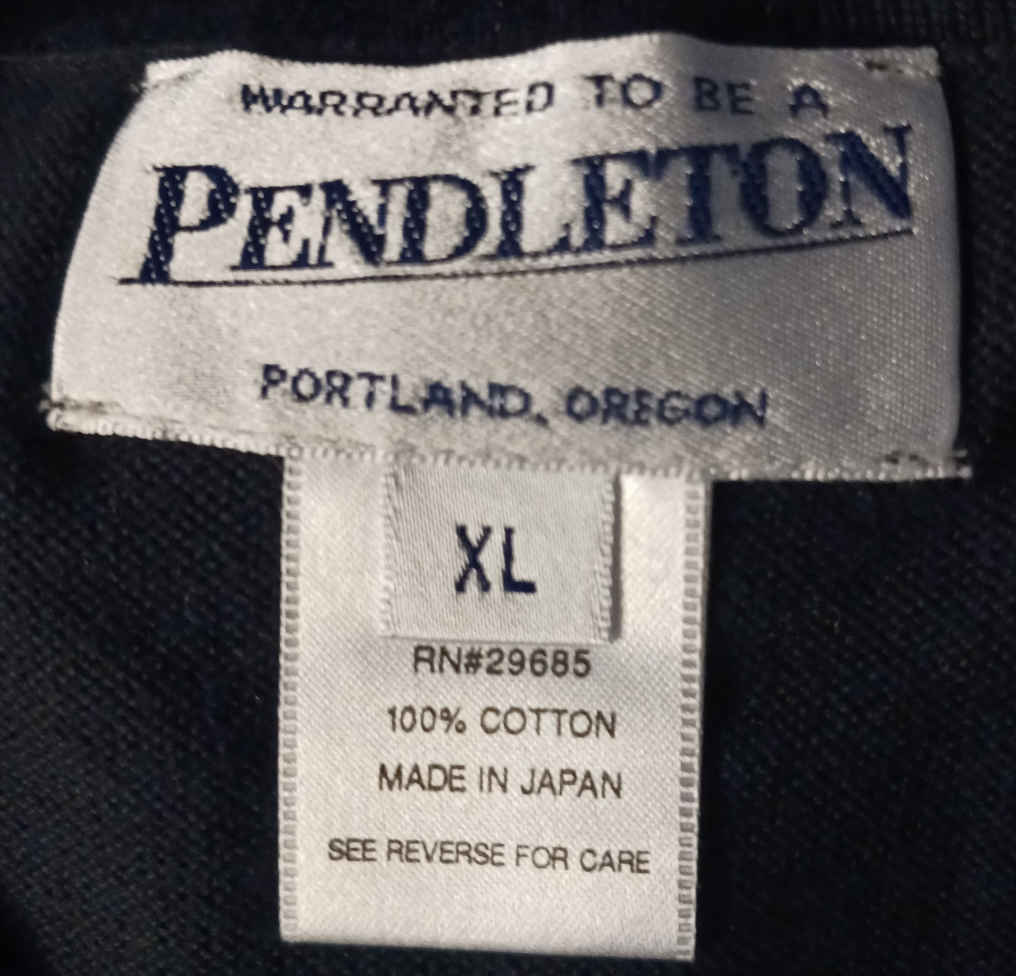 WARRANTED TO BE A
PENDLETON
PORTLAND, OREGON
XL
RN#29685
100% COTTON
MADE IN JAPAN
SEE REVERSE FOR CARE